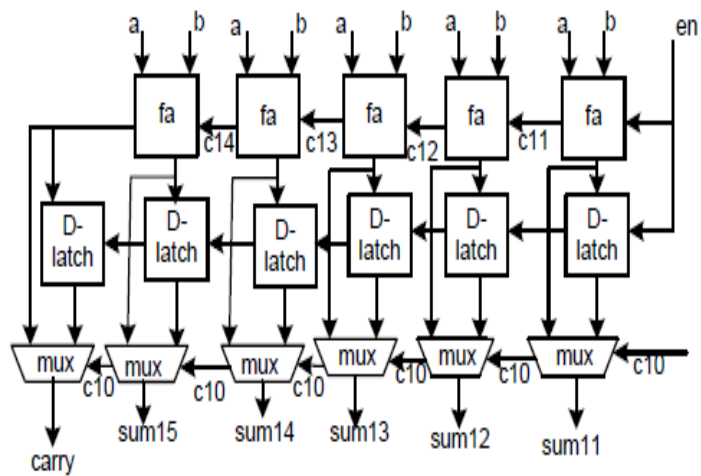 a b a b a b a b a b en
fa fa fa fa fa
c14 c13 c12 c11
D-latch D-latch D-latch D-latch D-latch D-latch
mux mux mux mux mux mux
c10 c10 c10 c10 c10 c10
carry sum15 sum14 sum13 sum12 sum11